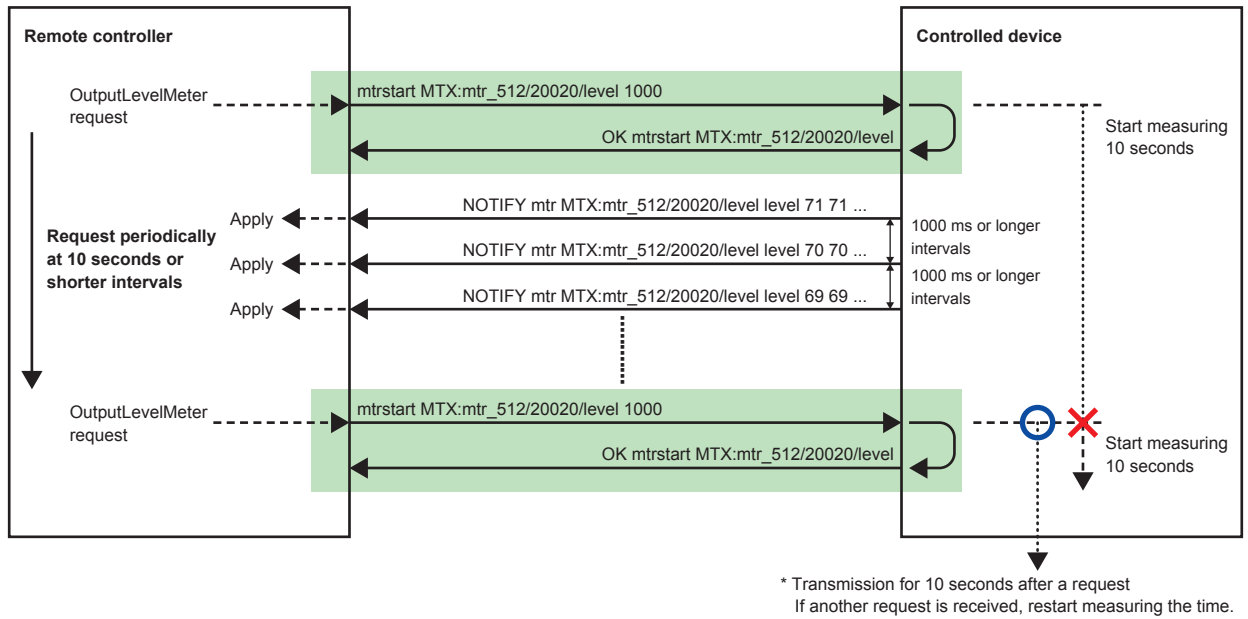 Remote controller
Controlled device
OutputLevelMeter
request
mtrstart MTX:mtr_512/20020/level 1000
OK mtrstart MTX:mtr_512/20020/level
Start measuring
10 seconds
Request periodically
at 10 seconds or
shorter intervals
Apply
NOTIFY mtr MTX:mtr_512/20020/level level 71 71 ...
1000 ms or longer
intervals
Apply
NOTIFY mtr MTX:mtr_512/20020/level level 70 70 ...
1000 ms or longer
intervals
Apply
NOTIFY mtr MTX:mtr_512/20020/level level 69 69 ...
OutputLevelMeter
request
mtrstart MTX:mtr_512/20020/level 1000
OK mtrstart MTX:mtr_512/20020/level
Start measuring
10 seconds
* Transmission for 10 seconds after a request
If another request is received, restart measuring the time.